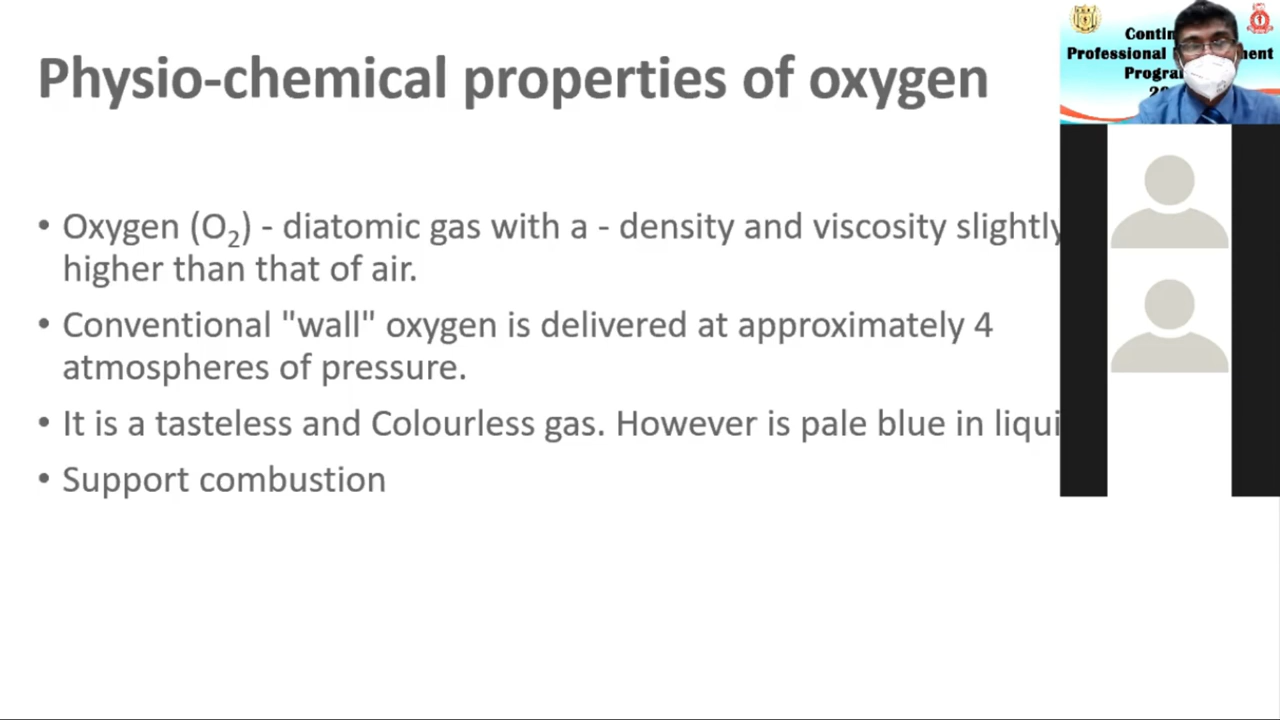 Physio-chemical properties of oxygen
• Oxygen (O₂) - diatomic gas with a - density and viscosity slightly
higher than that of air.
• Conventional "wall" oxygen is delivered at approximately 4
atmospheres of pressure.
• It is a tasteless and Colourless gas. However is pale blue in liqui
• Support combustion
Contin
Professional ment
Progra